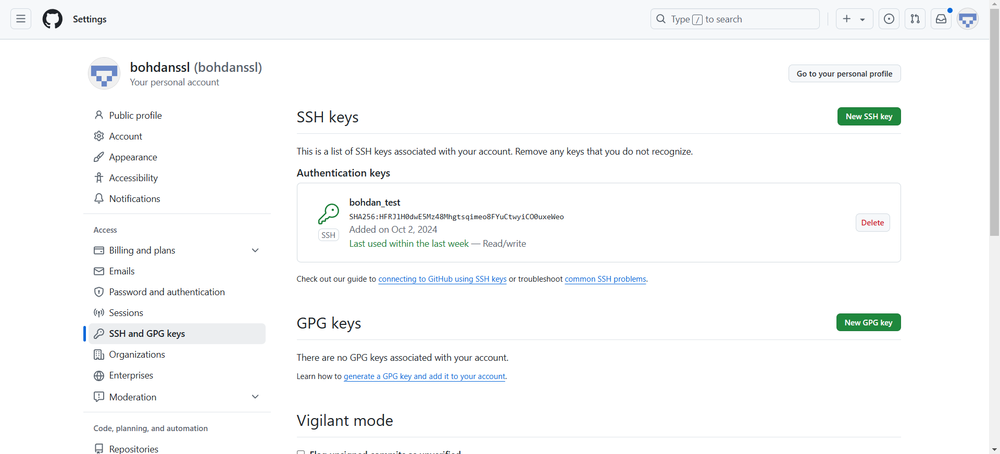 Settings
Type / to search
bohdanssl (bohdanssl)
Your personal account
Go to your personal profile
Public profile
Account
Appearance
Accessibility
Notifications
Access
Billing and plans
Emails
Password and authentication
Sessions
SSH and GPG keys
Organizations
Enterprises
Moderation
Code, planning, and automation
Repositories
SSH keys
New SSH key
This is a list of SSH keys associated with your account. Remove any keys that you do not recognize.
Authentication keys
bohdan_test
SHA256:HFRJlH0dwE5Mz48Mhgtsqimeo8FYuCtwyiCO0uxeWeo
Added on Oct 2, 2024
Last used within the last week — Read/write
SSH
Delete
Check out our guide to connecting to GitHub using SSH keys or troubleshoot common SSH problems.
GPG keys
New GPG key
There are no GPG keys associated with your account.
Learn how to generate a GPG key and add it to your account.
Vigilant mode
Flag unsigned commits as unverified